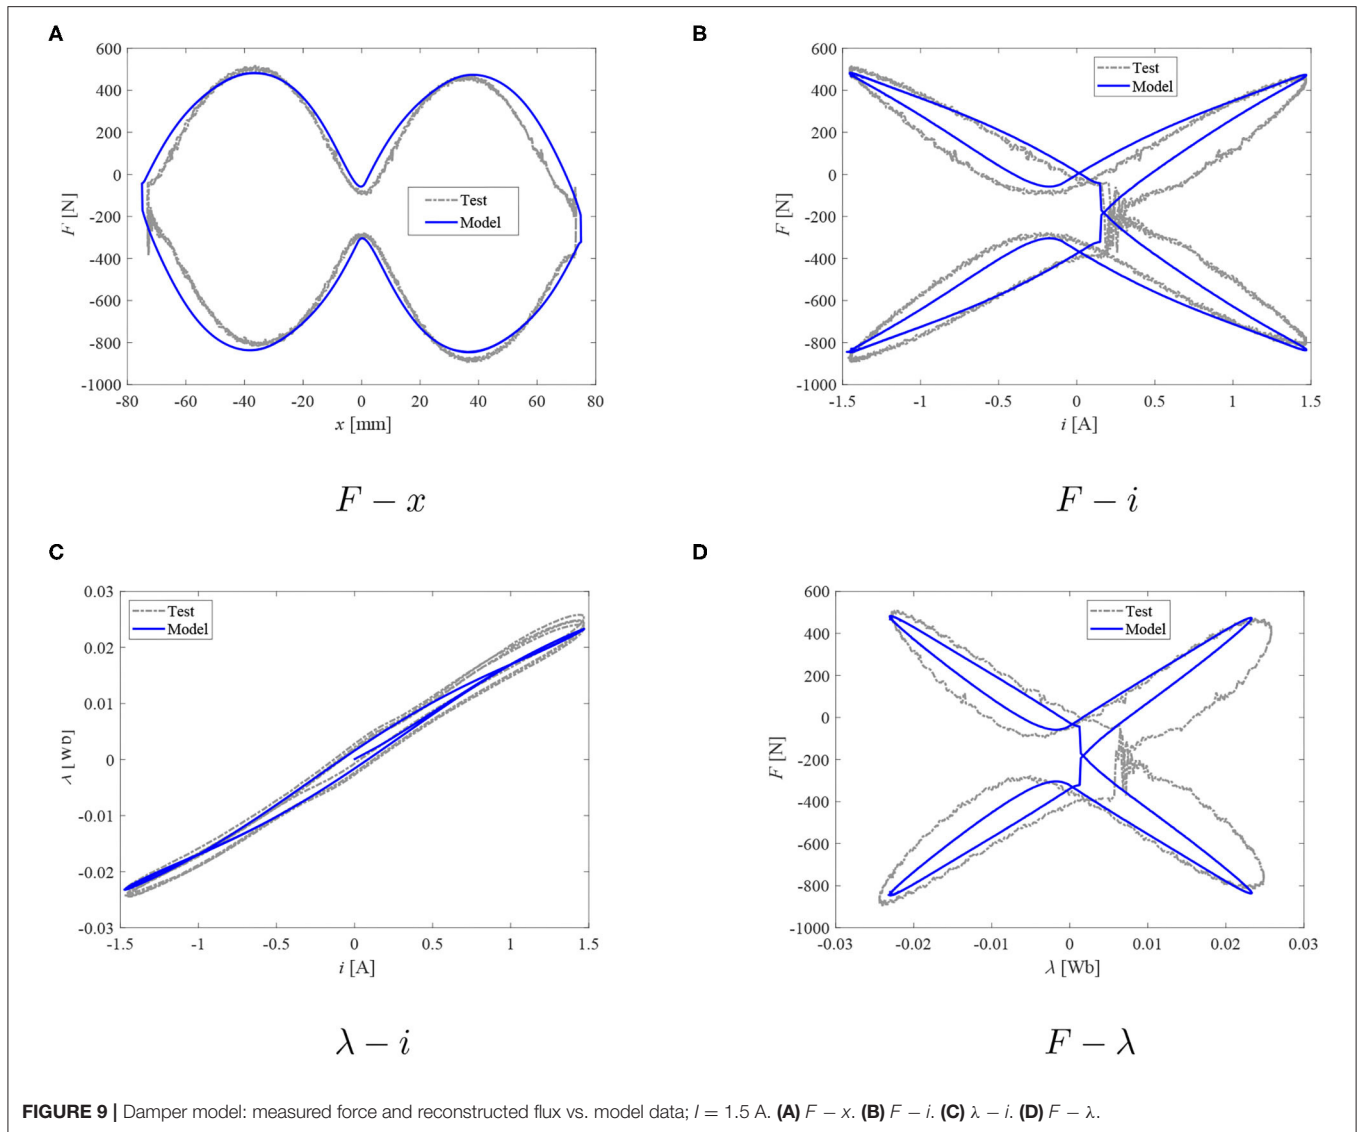 A
600
400
200
0
-200
-400
-600
-800
-1000
F [N]
Test
Model
-80 -60 -40 -20 0 20 40 60 80
x [mm]
F − x
B
600
400
200
0
-200
-400
-600
-800
-1000
F [N]
Test
Model
-1.5 -1 -0.5 0 0.5 1 1.5
i [A]
F − i
C
0.03
0.02
0.01
0
-0.01
-0.02
-0.03
λ [Wb]
Test
Model
-1.5 -1 -0.5 0 0.5 1 1.5
i [A]
λ − i
D
600
400
200
0
-200
-400
-600
-800
-1000
F [N]
Test
Model
-0.03 -0.02 -0.01 0 0.01 0.02 0.03
λ [Wb]
F − λ
FIGURE 9 | Damper model: measured force and reconstructed flux vs. model data; I = 1.5 A. (A) F − x. (B) F − i. (C) λ − i. (D) F − λ.